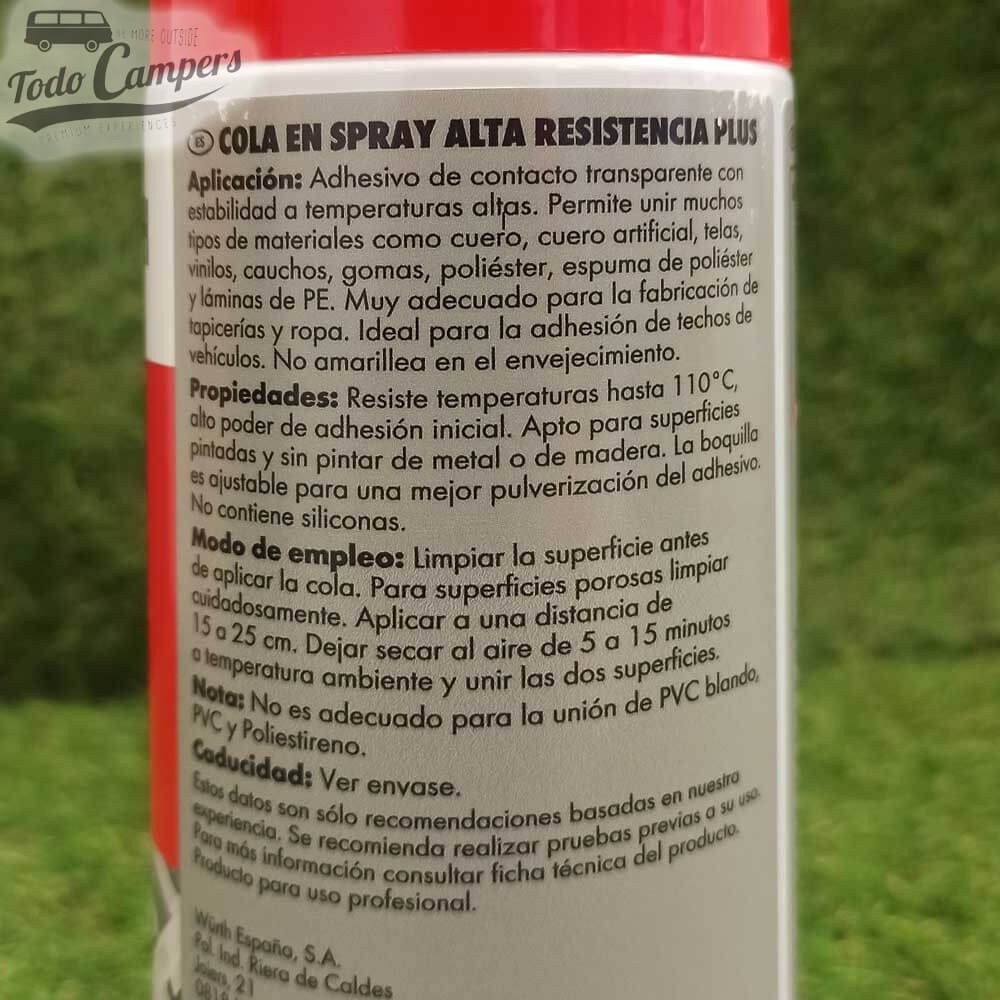 BE MORE OUTSIDE
Todo Campers
PREMIUM EXPERIENCES
ES COLA EN SPRAY ALTA RESISTENCIA PLUS
Aplicación: Adhesivo de contacto transparente con
estabilidad a temperaturas altas. Permite unir muchos
tipos de materiales como cuero, cuero artificial, telas,
vinilos, cauchos, gomas, poliéster, espuma de poliéster
y láminas de PE. Muy adecuado para la fabricación de
tapicerías y ropa. Ideal para la adhesión de techos de
vehículos. No amarillea en el envejecimiento.
Propiedades: Resiste temperaturas hasta 110°C,
alto poder de adhesión inicial. Apto para superficies
pintadas y sin pintar de metal o de madera. La boquilla
es ajustable para una mejor pulverización del adhesivo.
No contiene siliconas.
Modo de empleo: Limpiar la superficie antes
de aplicar la cola. Para superficies porosas limpiar
cuidadosamente. Aplicar a una distancia de
15 a 25 cm. Dejar secar al aire de 5 a 15 minutos
a temperatura ambiente y unir las dos superficies.
Nota: No es adecuado para la unión de PVC blando,
PVC y Poliestireno.
Caducidad: Ver envase.
Estos datos son sólo recomendaciones basadas en nuestra
experiencia. Se recomienda realizar pruebas previas a su uso.
Para más información consultar ficha técnica del producto.
Producto para uso profesional.
Würth España, S.A.
Pol. Ind. Riera de Caldes
Joiers, 21